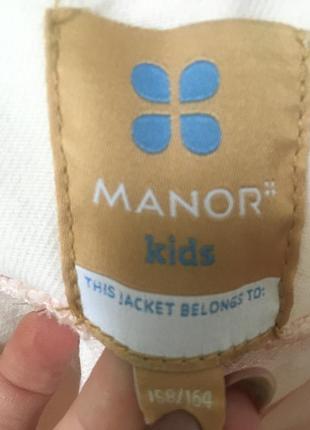 MANOR
kids
THIS JACKET BELONGS TO:
158/164